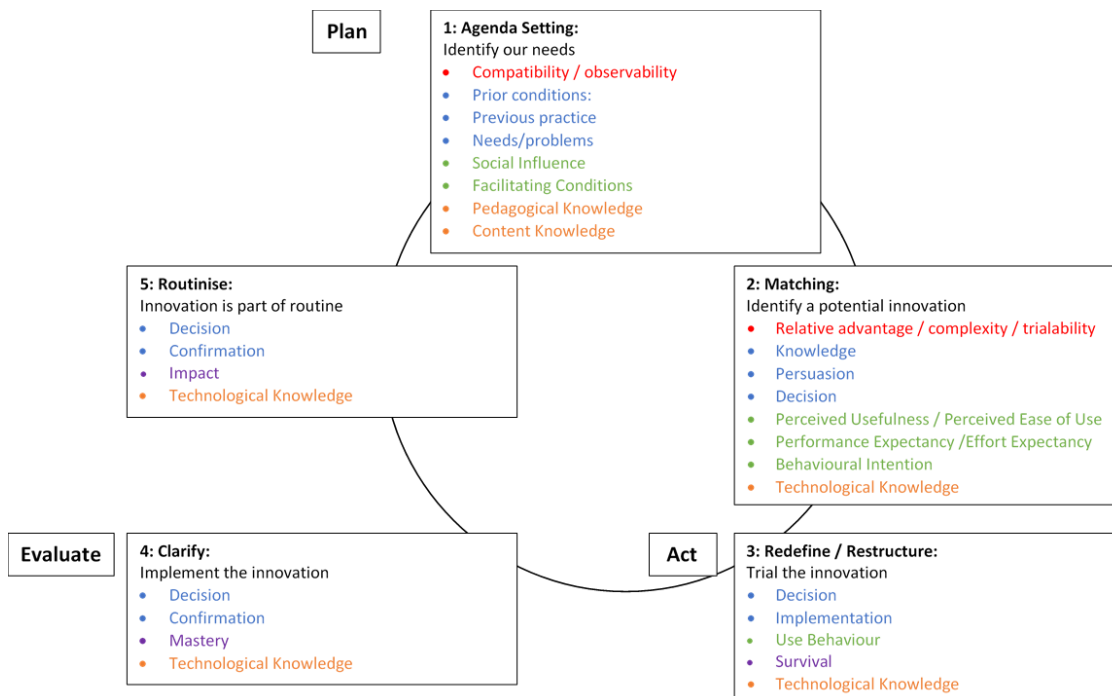 Plan
1: Agenda Setting:
Identify our needs
• Compatibility / observability
• Prior conditions:
• Previous practice
• Needs/problems
• Social Influence
• Facilitating Conditions
• Pedagogical Knowledge
• Content Knowledge
2: Matching:
Identify a potential innovation
• Relative advantage / complexity / trialability
• Knowledge
• Persuasion
• Decision
• Perceived Usefulness / Perceived Ease of Use
• Performance Expectancy /Effort Expectancy
• Behavioural Intention
• Technological Knowledge
Act
3: Redefine / Restructure:
Trial the innovation
• Decision
• Implementation
• Use Behaviour
• Survival
• Technological Knowledge
Evaluate
4: Clarify:
Implement the innovation
• Decision
• Confirmation
• Mastery
• Technological Knowledge
5: Routinise:
Innovation is part of routine
• Decision
• Confirmation
• Impact
• Technological Knowledge